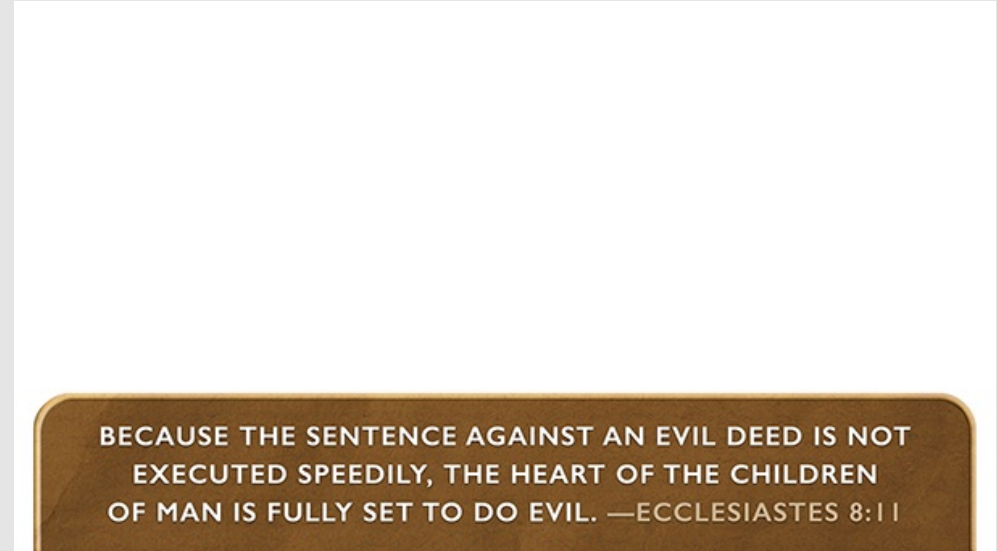 BECAUSE THE SENTENCE AGAINST AN EVIL DEED IS NOT
EXECUTED SPEEDILY, THE HEART OF THE CHILDREN
OF MAN IS FULLY SET TO DO EVIL. —ECCLESIASTES 8:11